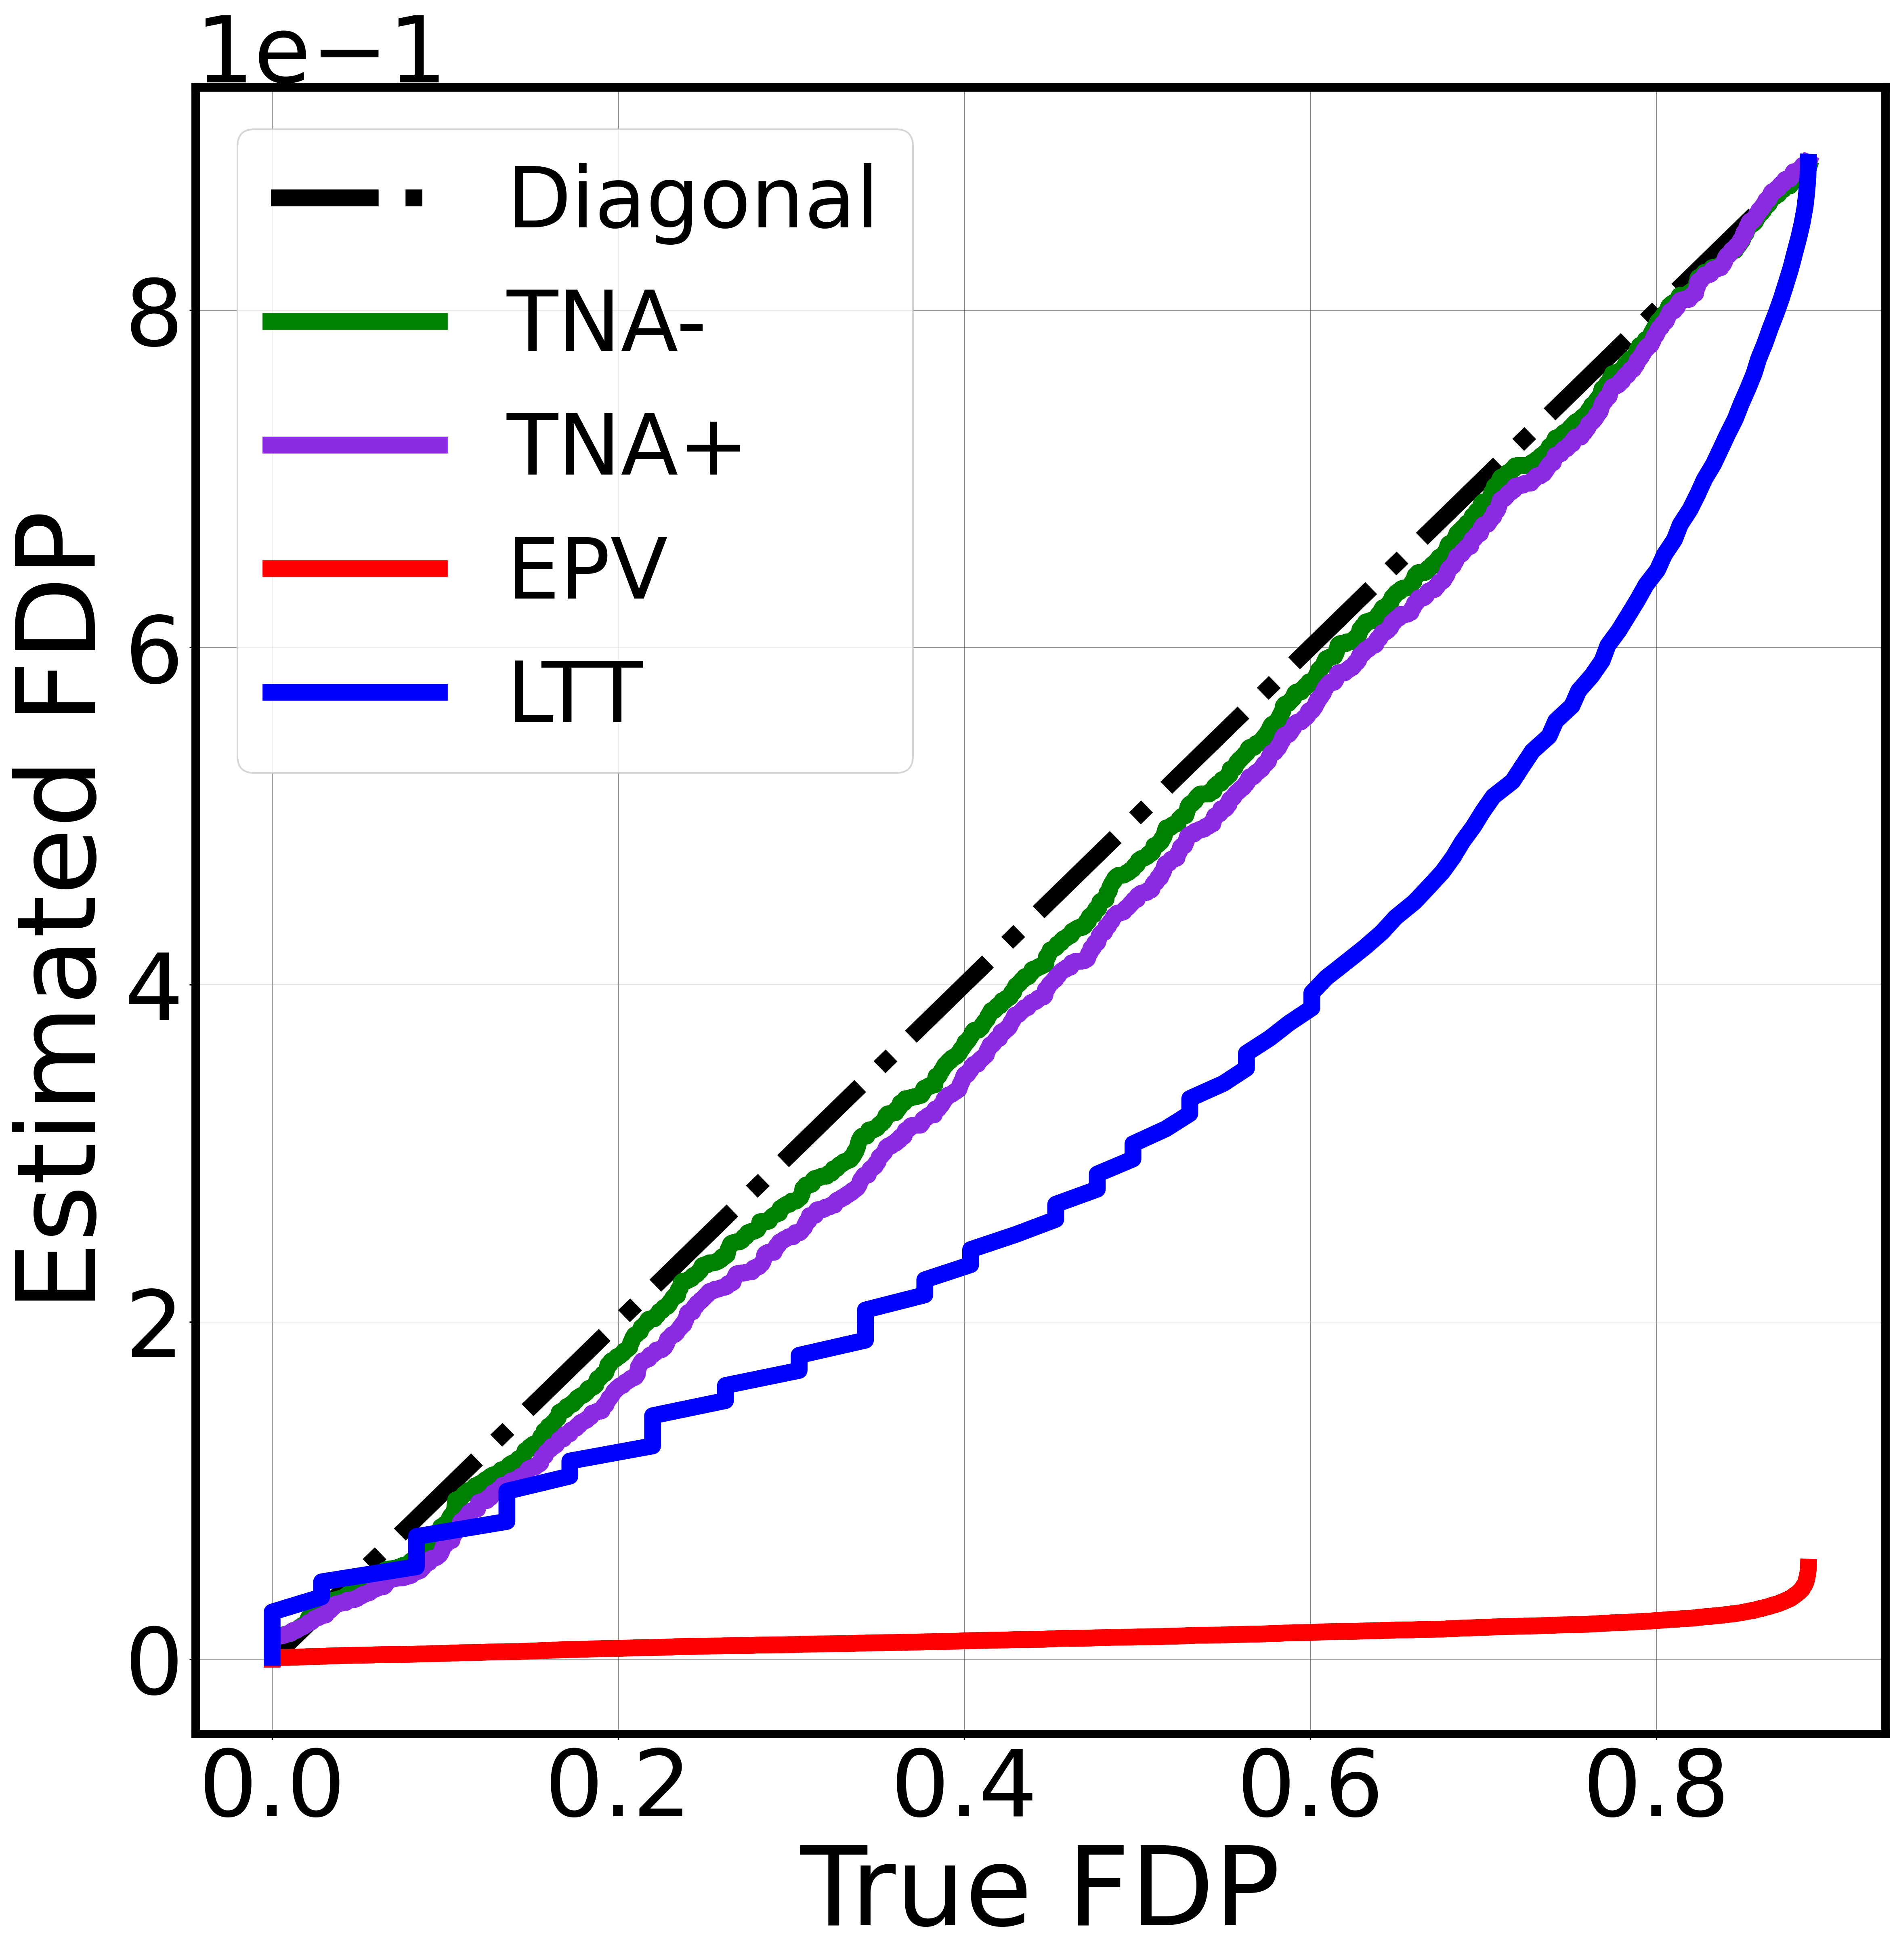 1e−1
Diagonal
TNA-
TNA+
EPV
LTT
Estimated FDP
8
6
4
2
0
0.0 0.2 0.4 0.6 0.8
True FDP